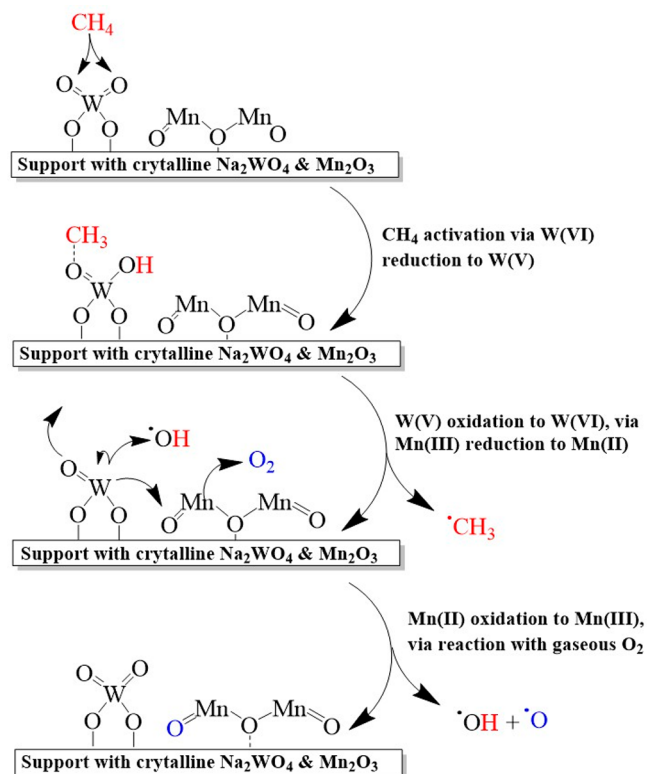 CH₄
O O
W Mn Mn
O O O O O
Support with crytalline Na₂WO₄ & Mn₂O₃
CH₃
CH₄ activation via W(VI)
reduction to W(V)
O OH
W Mn Mn
O O O O O
Support with crytalline Na₂WO₄ & Mn₂O₃
W(V) oxidation to W(VI), via
Mn(III) reduction to Mn(II)
•OH
O O₂
W Mn Mn
O O O O O
•CH₃
Support with crytalline Na₂WO₄ & Mn₂O₃
Mn(II) oxidation to Mn(III),
via reaction with gaseous O₂
O O
W Mn Mn
O O O O O
•OH + •O
Support with crytalline Na₂WO₄ & Mn₂O₃